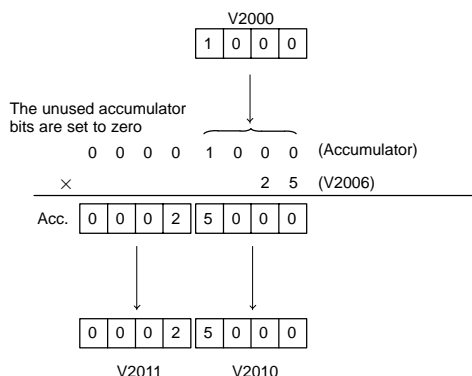 V2000
1 0 0 0
The unused accumulator
bits are set to zero
0 0 0 0 1 0 0 0 (Accumulator)
× 2 5 (V2006)
Acc. 0 0 0 2 5 0 0 0
0 0 0 2 5 0 0 0
V2011 V2010